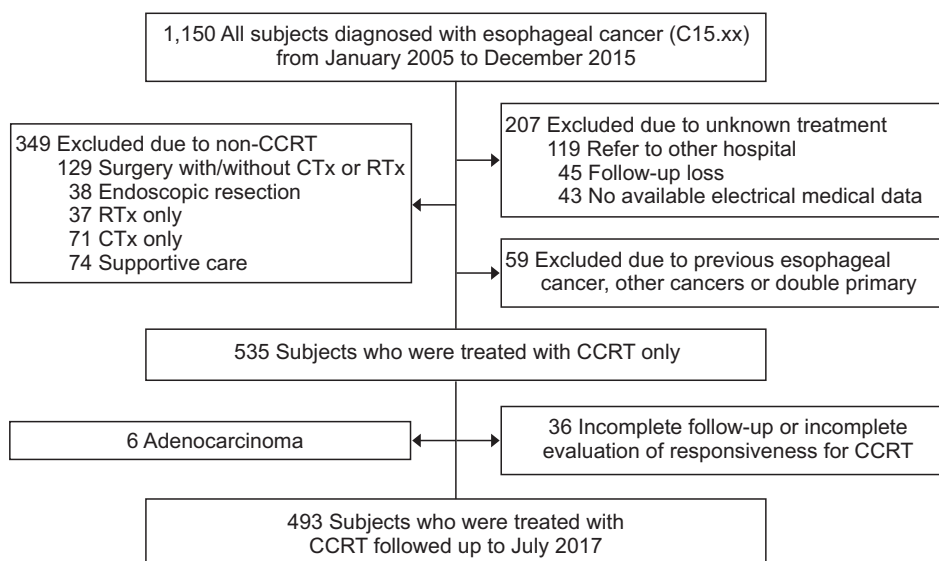 1,150 All subjects diagnosed with esophageal cancer (C15.xx)
from January 2005 to December 2015
349 Excluded due to non-CCRT
129 Surgery with/without CTx or RTx
38 Endoscopic resection
37 RTx only
71 CTx only
74 Supportive care
207 Excluded due to unknown treatment
119 Refer to other hospital
45 Follow-up loss
43 No available electrical medical data
59 Excluded due to previous esophageal
cancer, other cancers or double primary
535 Subjects who were treated with CCRT only
6 Adenocarcinoma
36 Incomplete follow-up or incomplete
evaluation of responsiveness for CCRT
493 Subjects who were treated with
CCRT followed up to July 2017